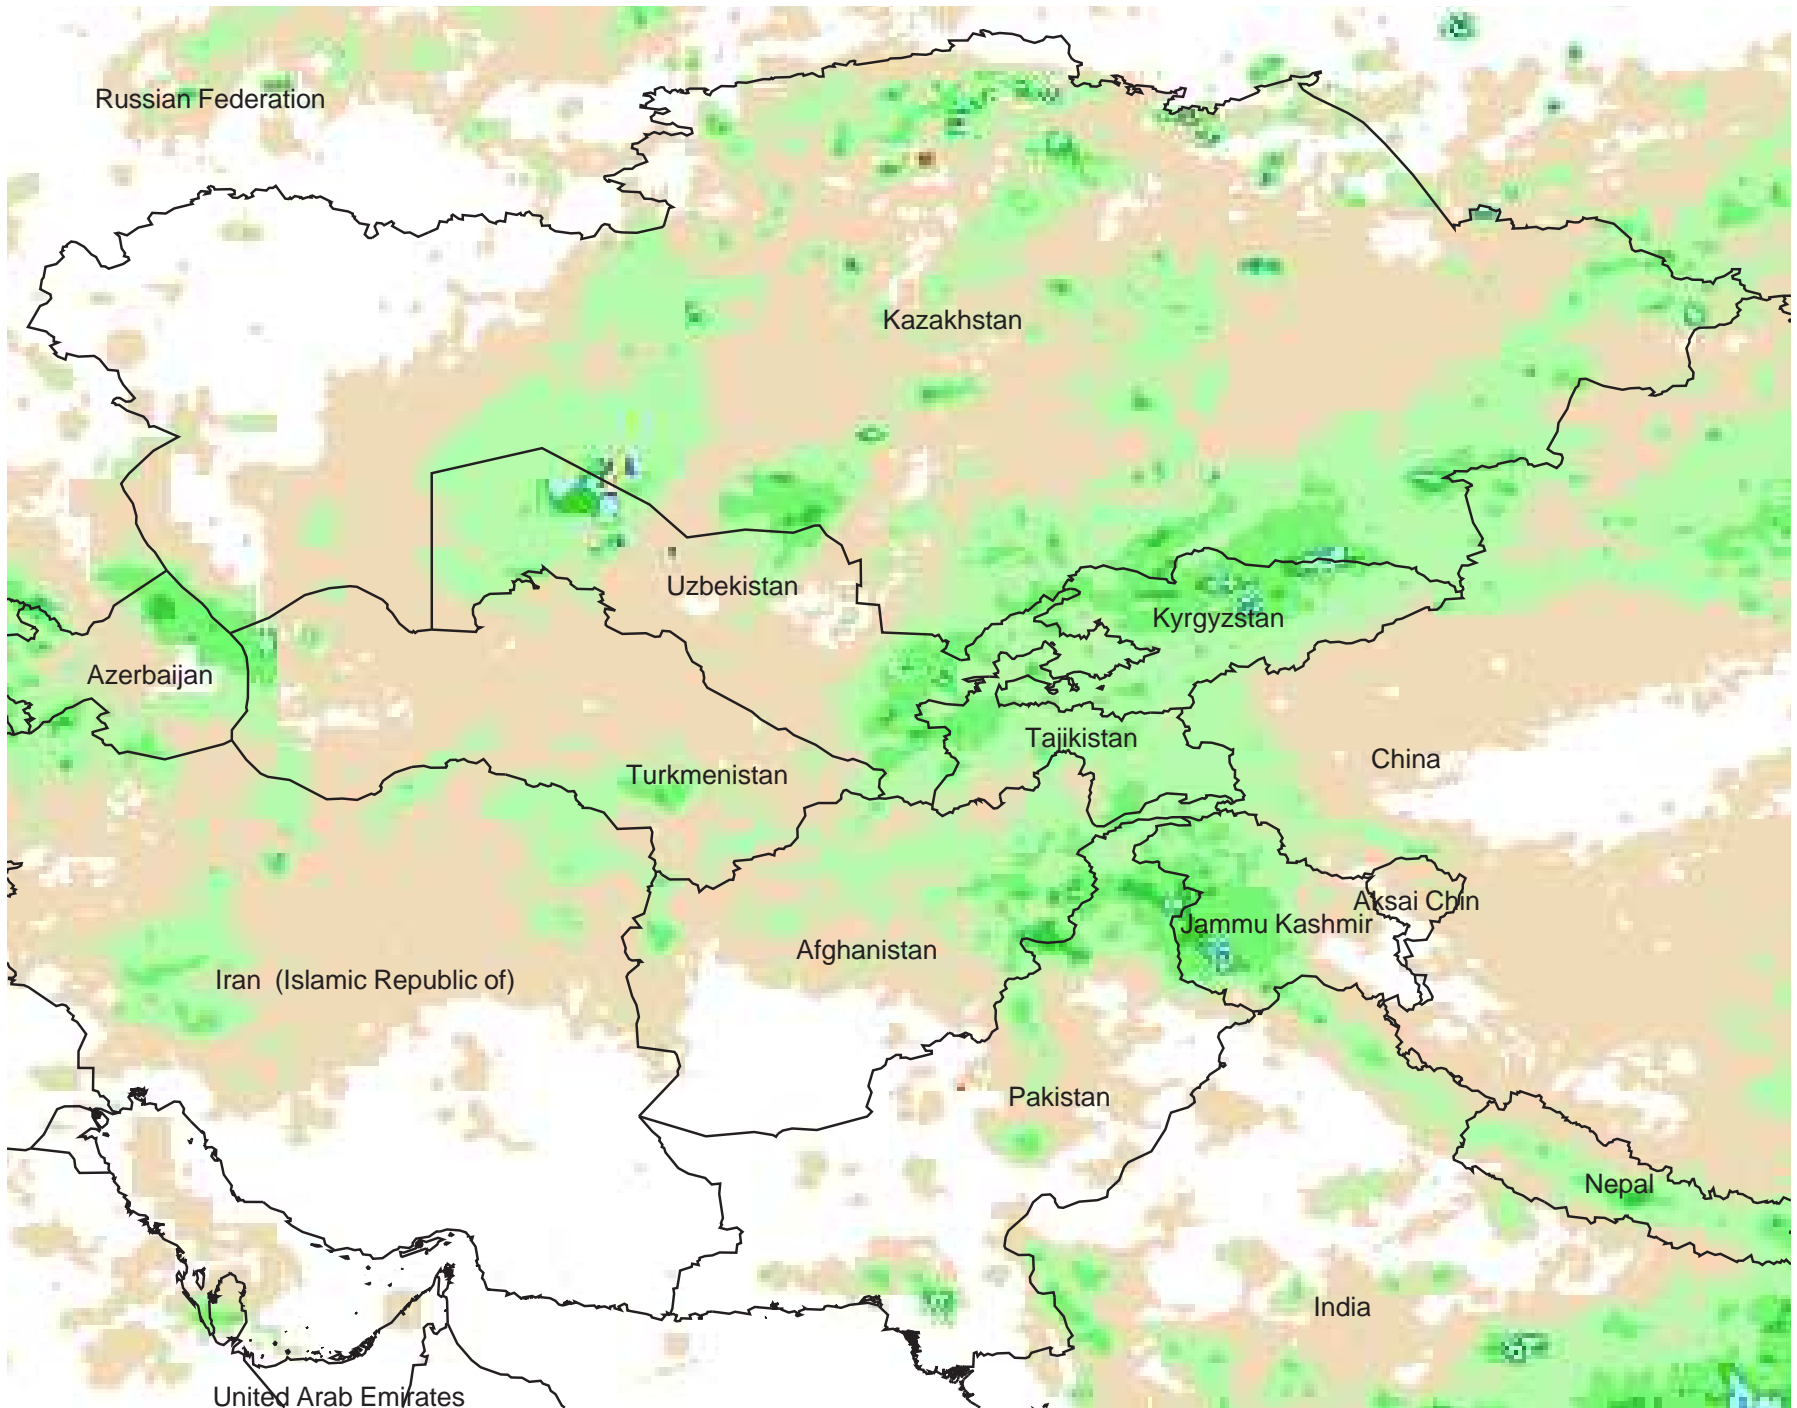 Russian Federation
Kazakhstan
Uzbekistan
Kyrgyzstan
Azerbaijan
Tajikistan
China
Turkmenistan
Aksai Chin
Jammu Kashmir
Afghanistan
Iran  (Islamic Republic of)
Pakistan
Nepal
India
United Arab Emirates